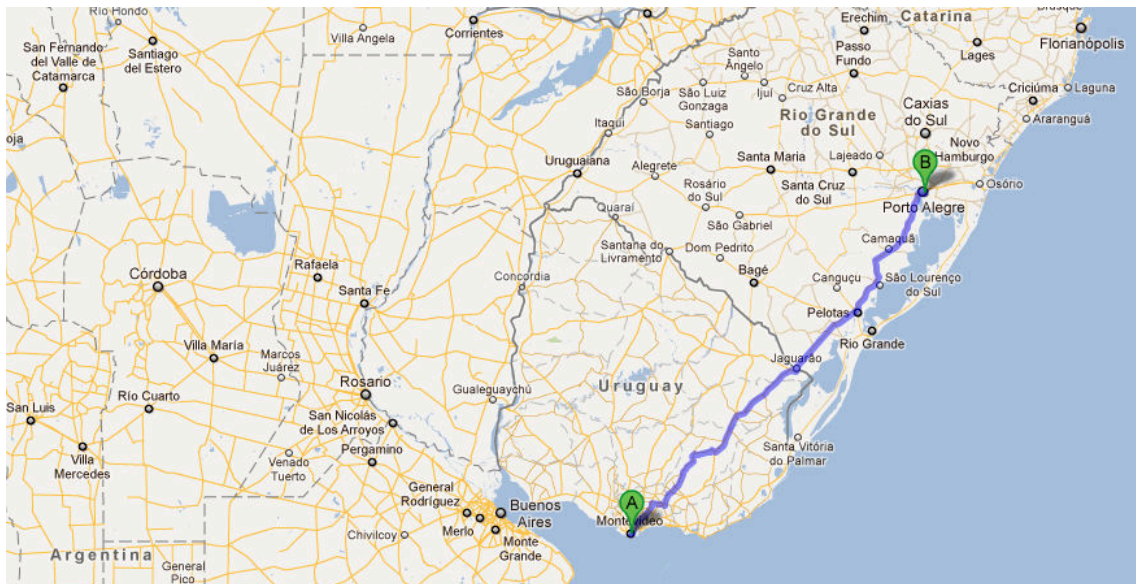 Río Hondo
San Fernando
del Valle de
Catamarca
Santiago
del Estero
Villa Angela
Corrientes
Erechim
Catarina
Florianópolis
Passo
Fundo
Lages
Santo
Ângelo
São Borja
São Luiz
Gonzaga
Ijuí
Cruz Alta
Criciúma
Laguna
Araranguá
oja
Itaqui
Santiago
Rio Grande
do Sul
Caxias
do Sul
Novo
Hamburgo
Uruguaiana
Alegrete
Santa Maria
Lajeado
B
Osório
Rosário
do Sul
Santa Cruz
do Sul
Porto Alegre
Quaraí
São Gabriel
Santana do
Livramento
Dom Pedrito
Camaquã
Córdoba
Rafaela
Santa Fe
Concordia
Bagé
Canguçu
São Lourenço
do Sul
Pelotas
Rio Grande
Villa María
Marcos
Juárez
Jaguarão
Río Cuarto
Rosario
Gualeguaychú
Uruguay
San Luis
San Nicolás
de Los Arroyos
Villa
Mercedes
Venado
Tuerto
Pergamino
Santa Vitória
do Palmar
General
Rodríguez
Buenos
Aires
A
Montevideo
Merlo
Monte
Grande
Chivilcoy
Argentina
General
Pico